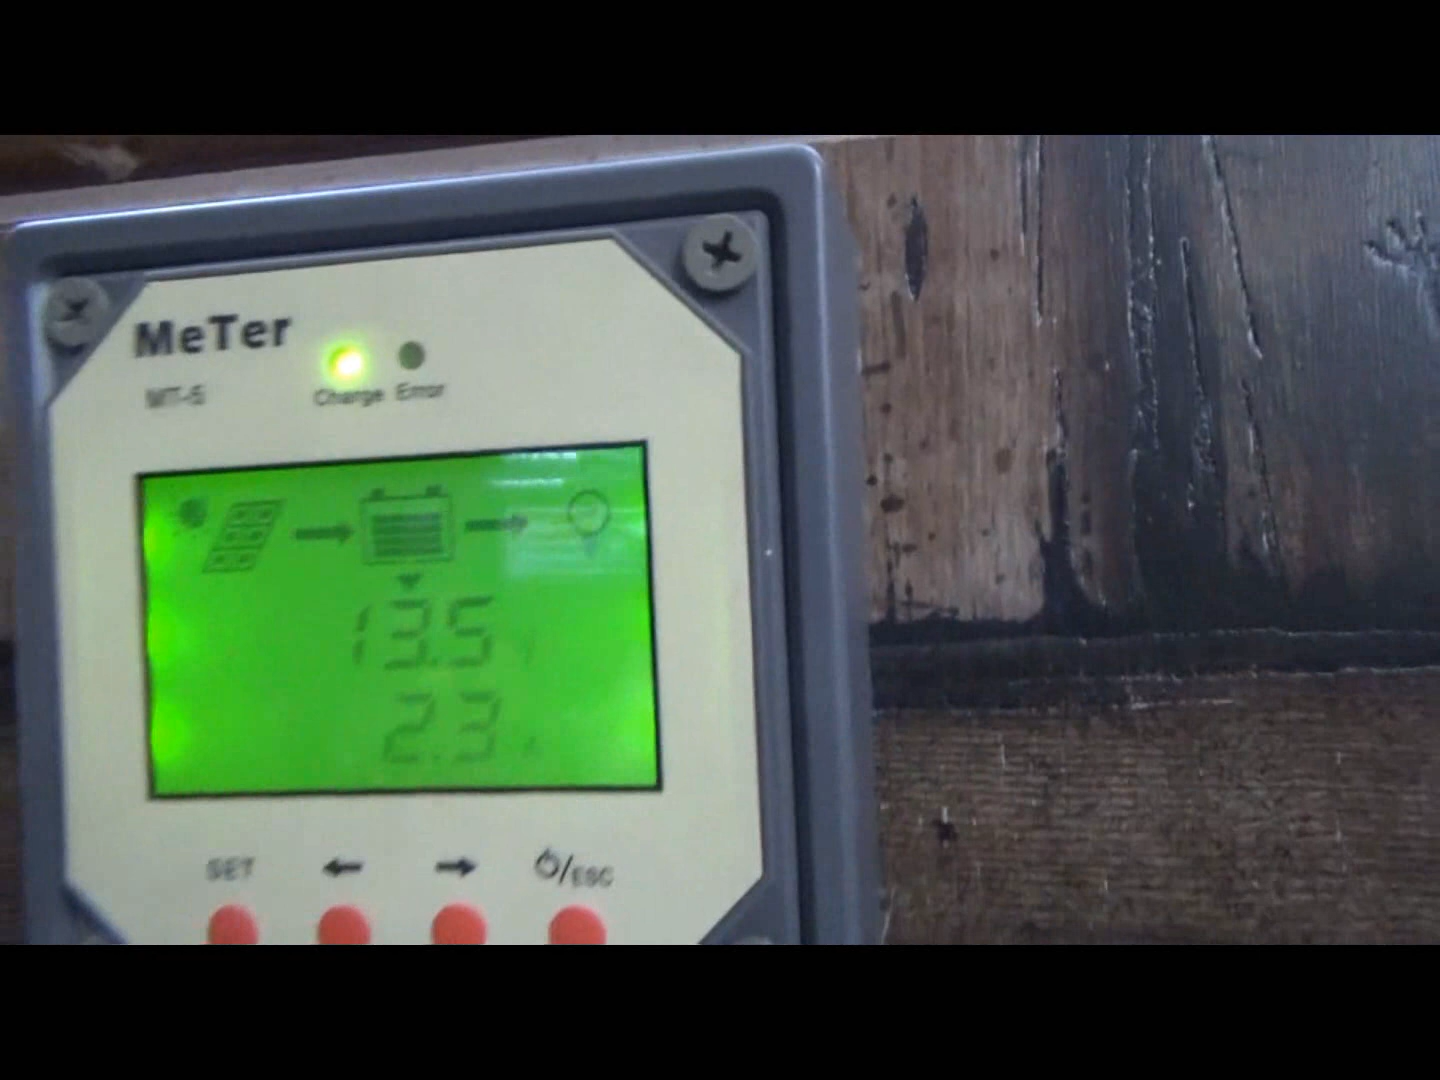 MeTer
MT-5
Charge Error
13.5
2.3
SET
/ESC